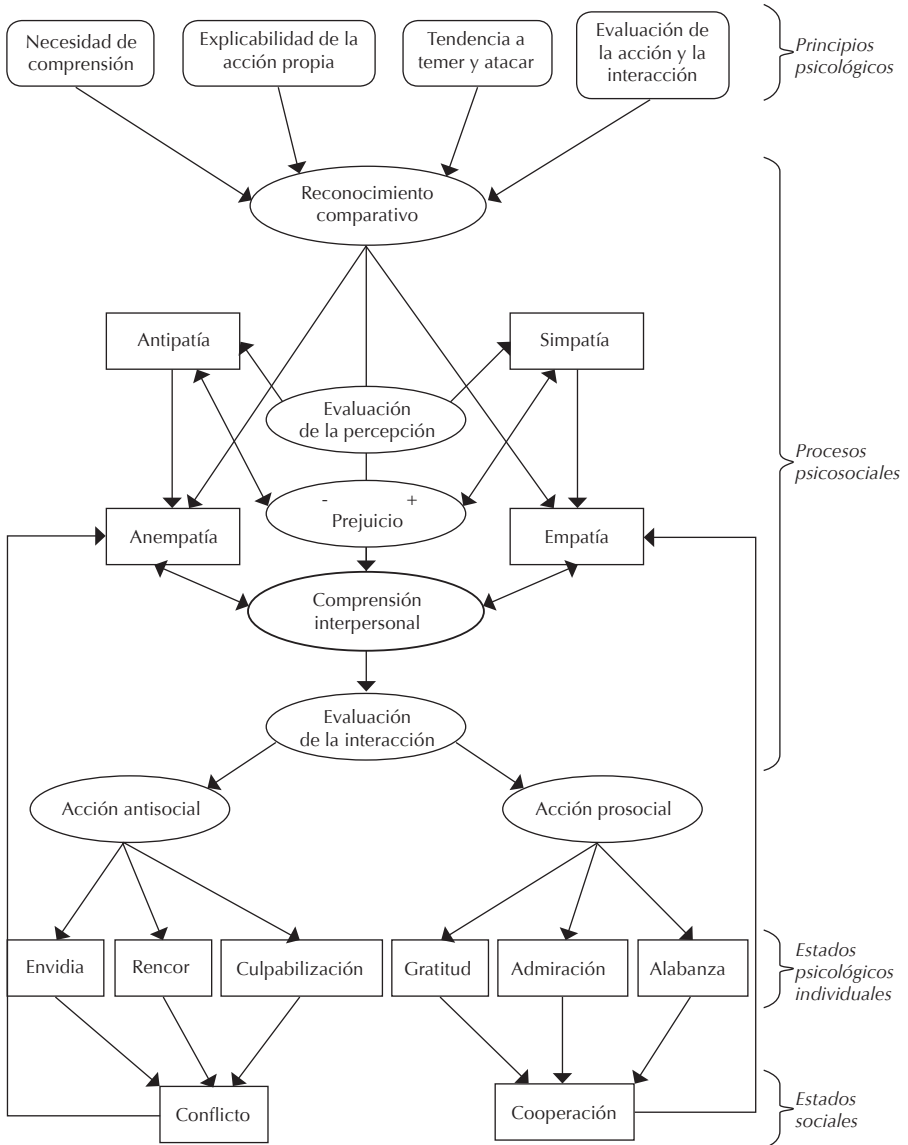 Necesidad de
comprensión
Explicabilidad de la
acción propia
Tendencia a
temer y atacar
Evaluación de
la acción y la
interacción
Principios
psicológicos
Reconocimiento
comparativo
Antipatía
Simpatía
Evaluación
de la percepción
Procesos
psicosociales
- +
Prejuicio
Anempatía
Empatía
Comprensión
interpersonal
Evaluación
de la interacción
Acción antisocial
Acción prosocial
Envidia
Rencor
Culpabilización
Gratitud
Admiración
Alabanza
Estados
psicológicos
individuales
Conflicto
Cooperación
Estados
sociales